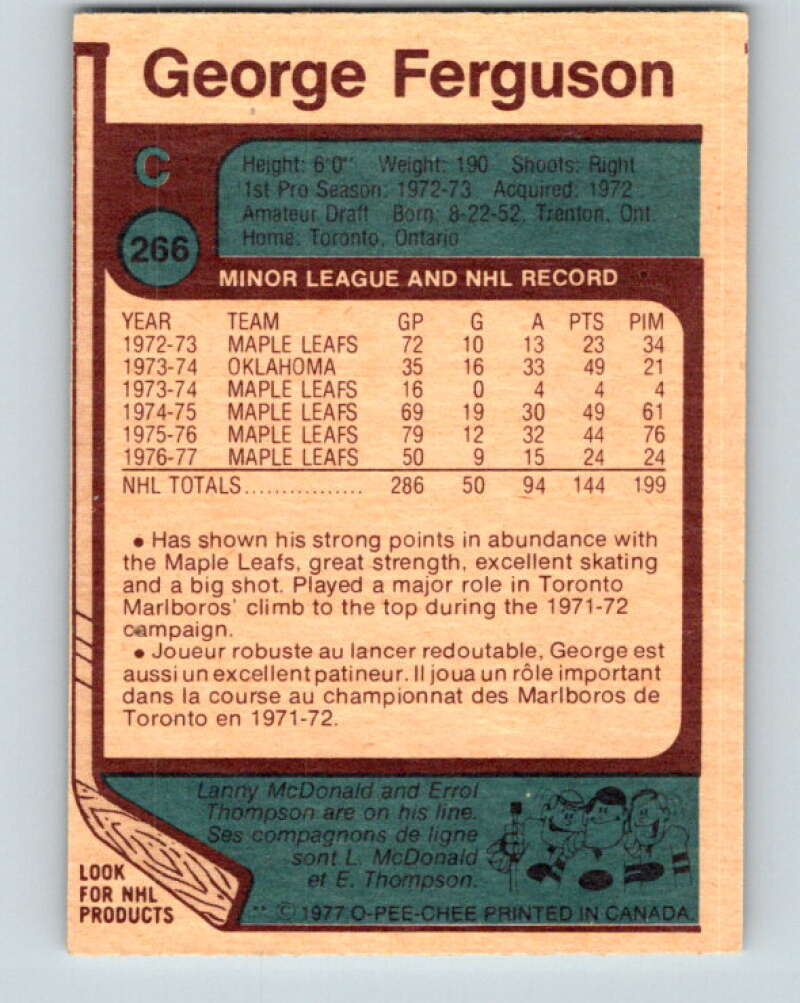 George Ferguson
C
Height: 6'0" Weight: 190 Shoots: Right
1st Pro Season: 1972-73 Acquired: 1972
Amateur Draft Born: 8-22-52, Trenton, Ont
Home: Toronto, Ontario
266
MINOR LEAGUE AND NHL RECORD
YEAR TEAM GP G A PTS PIM
1972-73 MAPLE LEAFS 72 10 13 23 34
1973-74 OKLAHOMA 35 16 33 49 21
1973-74 MAPLE LEAFS 16 0 4 4 4
1974-75 MAPLE LEAFS 69 19 30 49 61
1975-76 MAPLE LEAFS 79 12 32 44 76
1976-77 MAPLE LEAFS 50 9 15 24 24
NHL TOTALS................ 286 50 94 144 199
• Has shown his strong points in abundance with
the Maple Leafs, great strength, excellent skating
and a big shot. Played a major role in Toronto
Marlboros' climb to the top during the 1971-72
campaign.
• Joueur robuste au lancer redoutable, George est
aussi un excellent patineur. Il joua un rôle important
dans la course au championnat des Marlboros de
Toronto en 1971-72.
Lanny McDonald and Errol
Thompson are on his line.
Ses compagnons de ligne
sont L. McDonald
et E. Thompson.
LOOK
FOR NHL
PRODUCTS
** © 1977 O-PEE-CHEE PRINTED IN CANADA